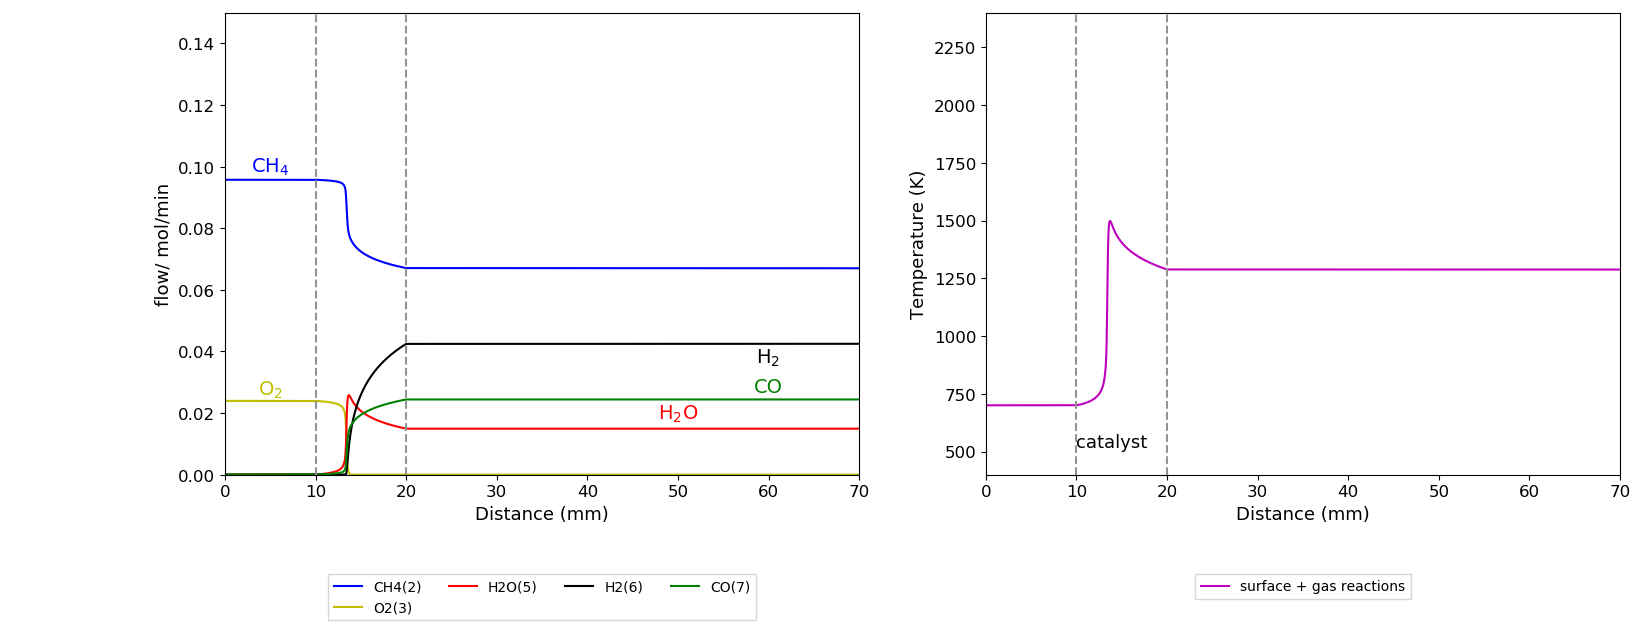 0.14
0.12
0.10
0.08
0.06
0.04
0.02
0.00
flow/ mol/min
CH₄
O₂
H₂
CO
H₂O
0 10 20 30 40 50 60 70
Distance (mm)
CH4(2) H2O(5) H2(6) CO(7)
O2(3)
2250
2000
1750
1500
1250
1000
750
500
Temperature (K)
catalyst
0 10 20 30 40 50 60 70
Distance (mm)
surface + gas reactions